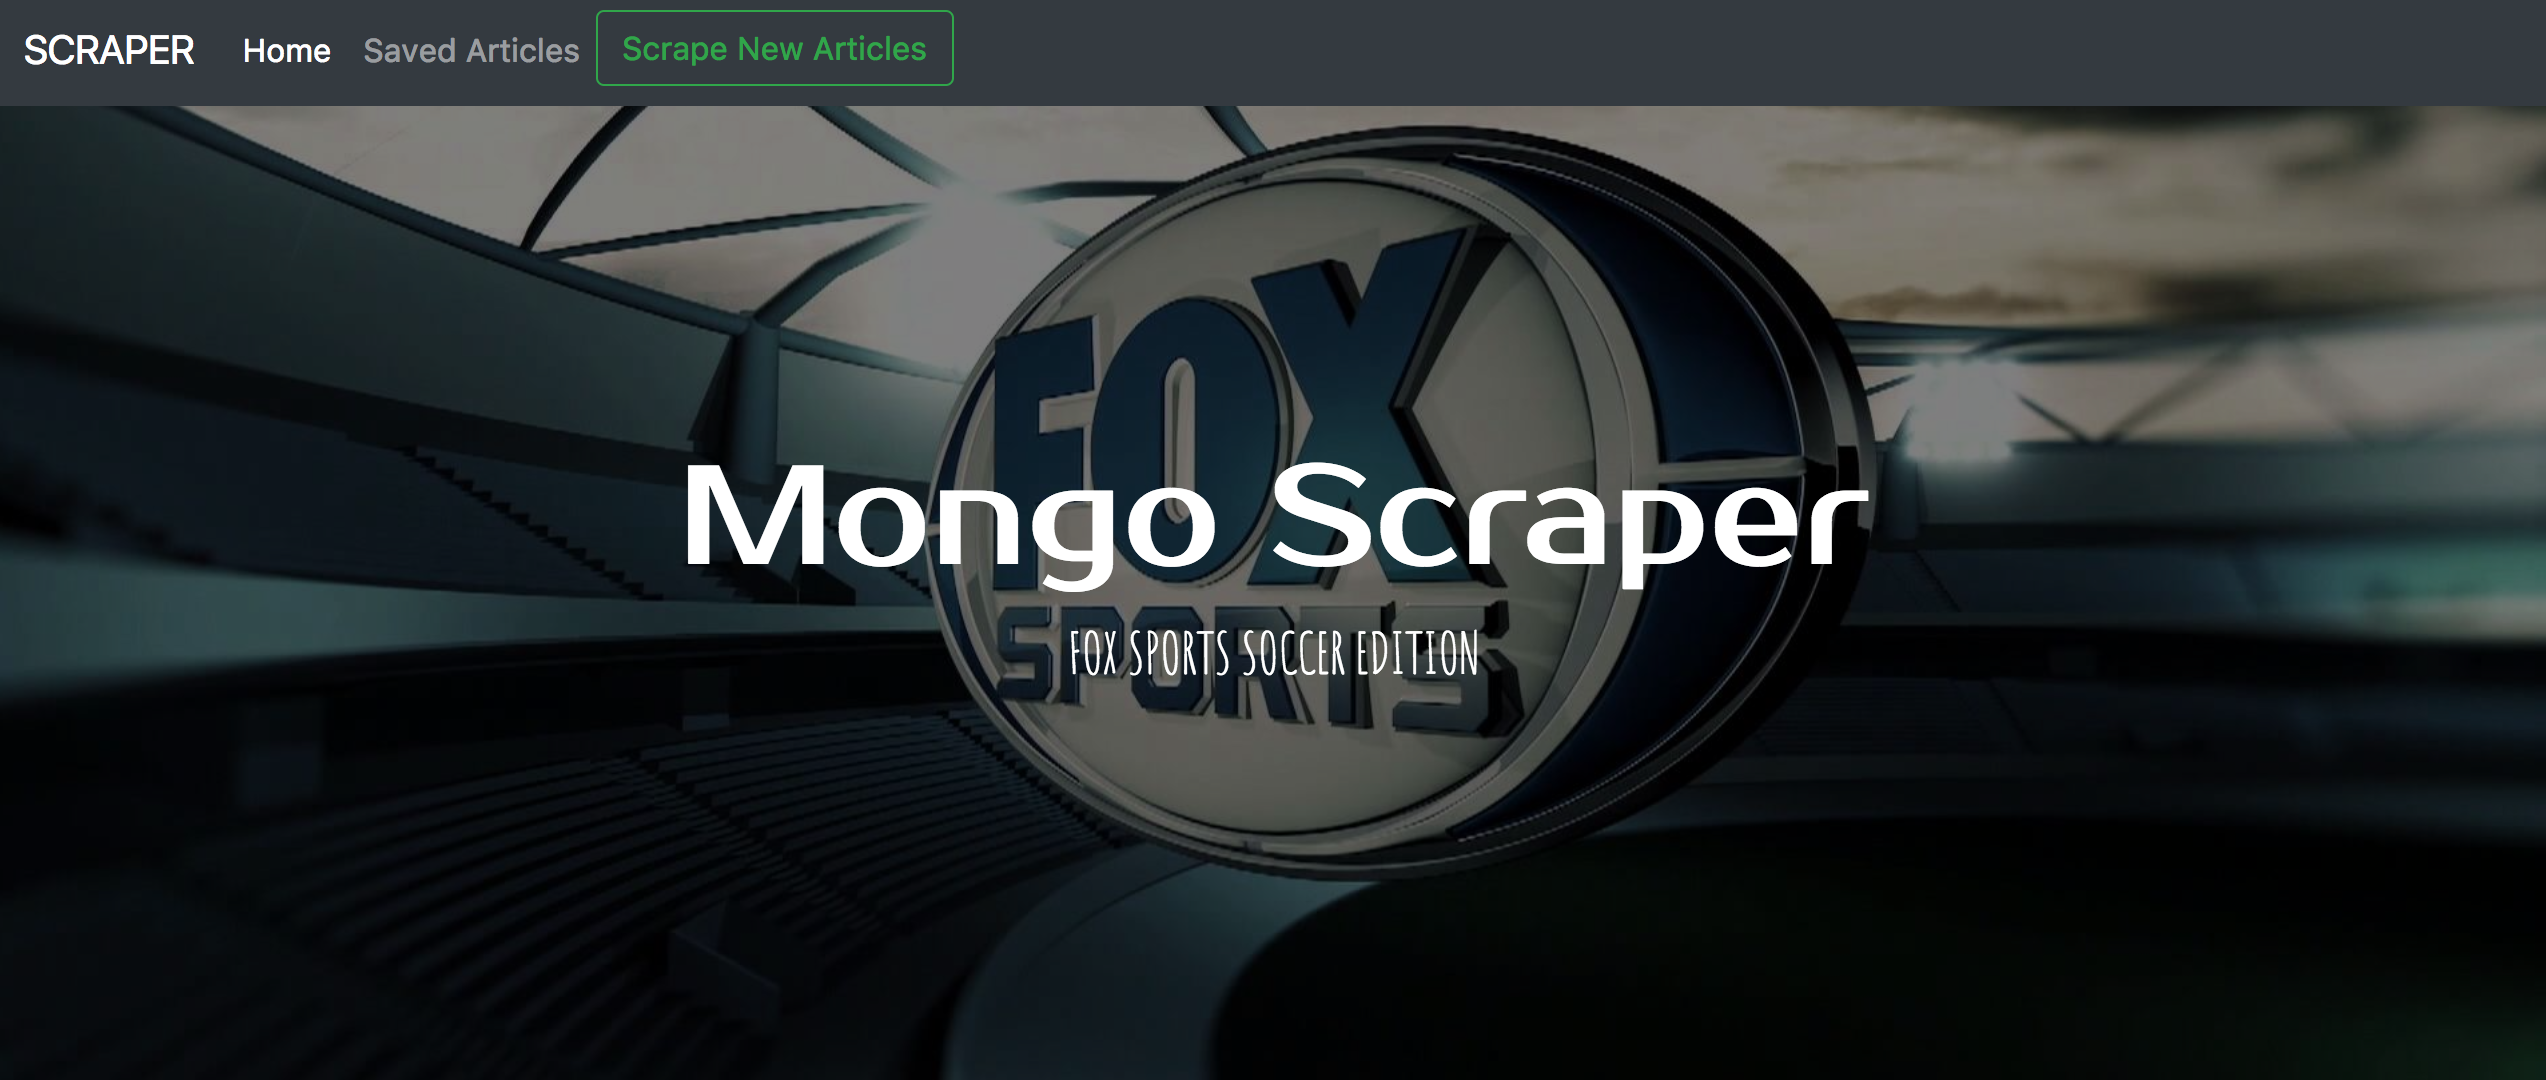 SCRAPER Home Saved Articles Scrape New Articles
FOX
SPORTS
Mongo Scraper
FOX SPORTS SOCCER EDITION